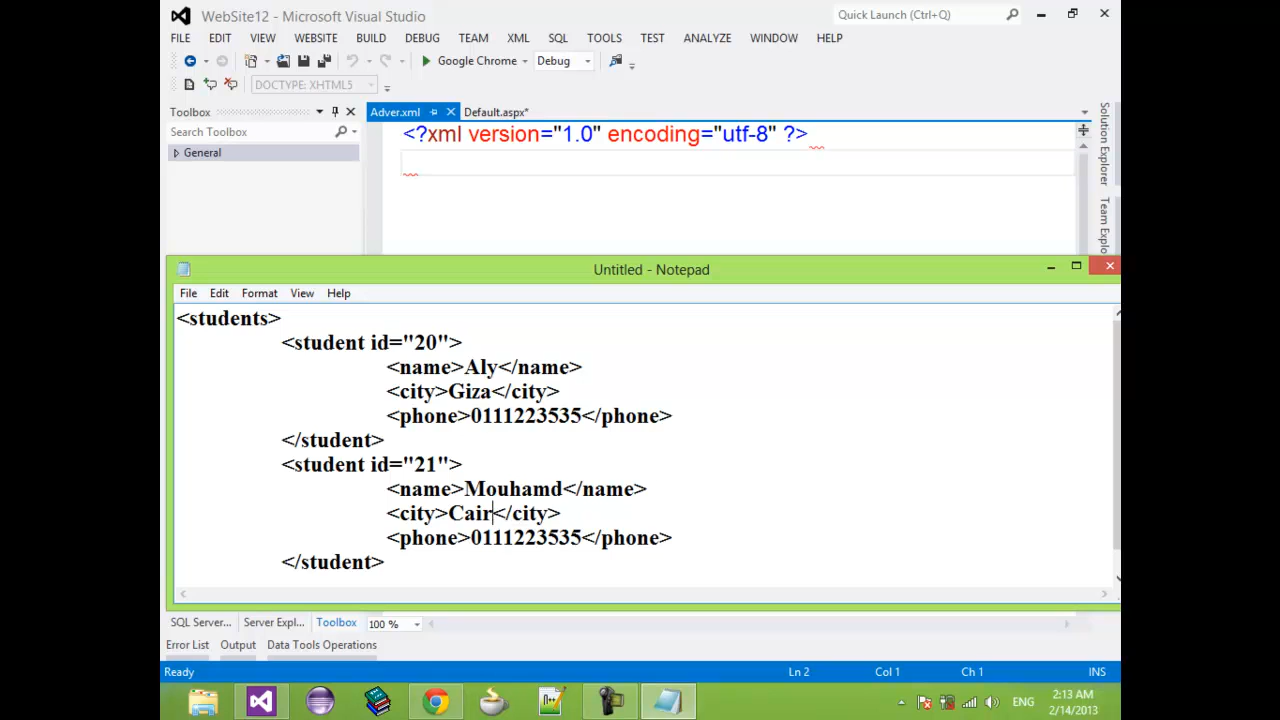 WebSite12 - Microsoft Visual Studio
Quick Launch (Ctrl+Q)
FILE EDIT VIEW WEBSITE BUILD DEBUG TEAM XML SQL TOOLS TEST ANALYZE WINDOW HELP
Google Chrome Debug
DOCTYPE: XHTML5
Toolbox
Adver.xml Default.aspx*
Search Toolbox
General
<?xml version="1.0" encoding="utf-8" ?>
Solution Explorer
Team Explo
Untitled - Notepad
File Edit Format View Help
<students>
<student id="20">
<name>Aly</name>
<city>Giza</city>
<phone>0111223535</phone>
</student>
<student id="21">
<name>Mouhamd</name>
<city>Cair</city>
<phone>0111223535</phone>
</student>
SQL Server... Server Expl... Toolbox 100 %
Error List Output Data Tools Operations
Ready Ln 2 Col 1 Ch 1 INS
ENG
2:13 AM
2/14/2013